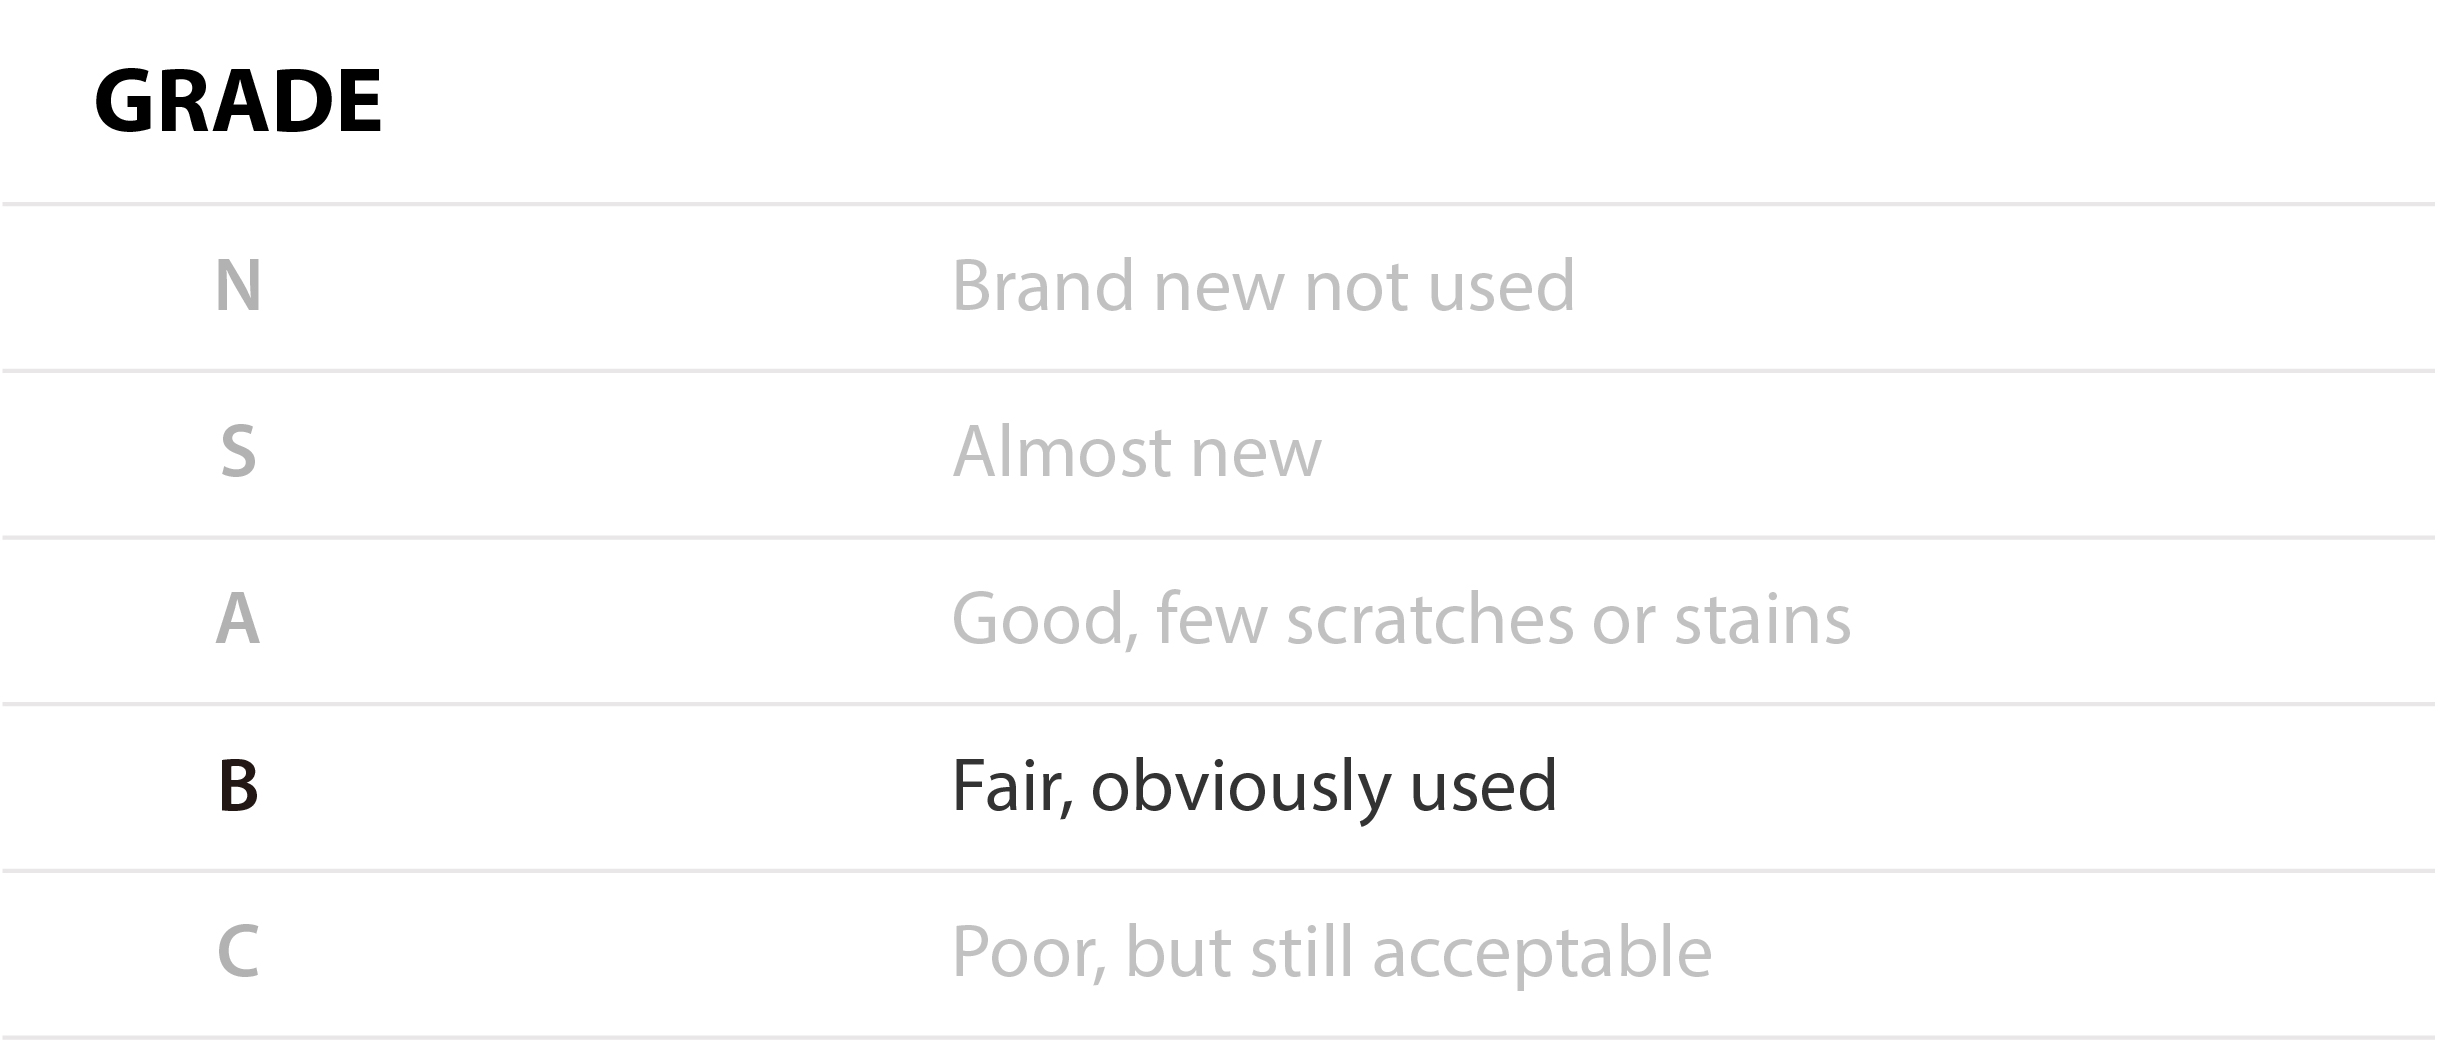 GRADE
N Brand new not used
S Almost new
A Good, few scratches or stains
B Fair, obviously used
C Poor, but still acceptable